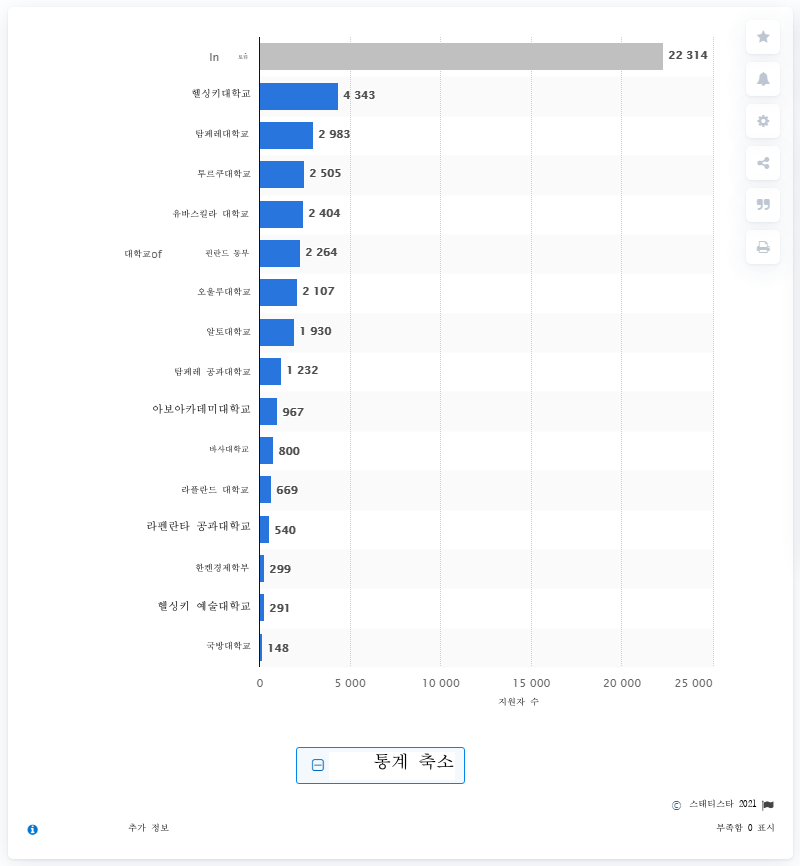 In
22 314
헬싱키대학교 4 343
탐페레대학교 2 983
투르쿠대학교 2 505
유바스킬라 대학교 2 404
대학교of 핀란드 동부 2 264
오울루대학교 2 107
알토대학교 1 930
탐페레 공과대학교 1 232
아보아카데미대학교 967
바사대학교 800
라플란드 대학교 669
라펜란타 공과대학교 540
한켄경제학부 299
헬싱키 예술대학교 291
국방대학교 148
0 5 000 10 000 15 000 20 000 25 000
지원자 수
통계 축소
© 스태티스타 2021
추가 정보 부족함 0 표시